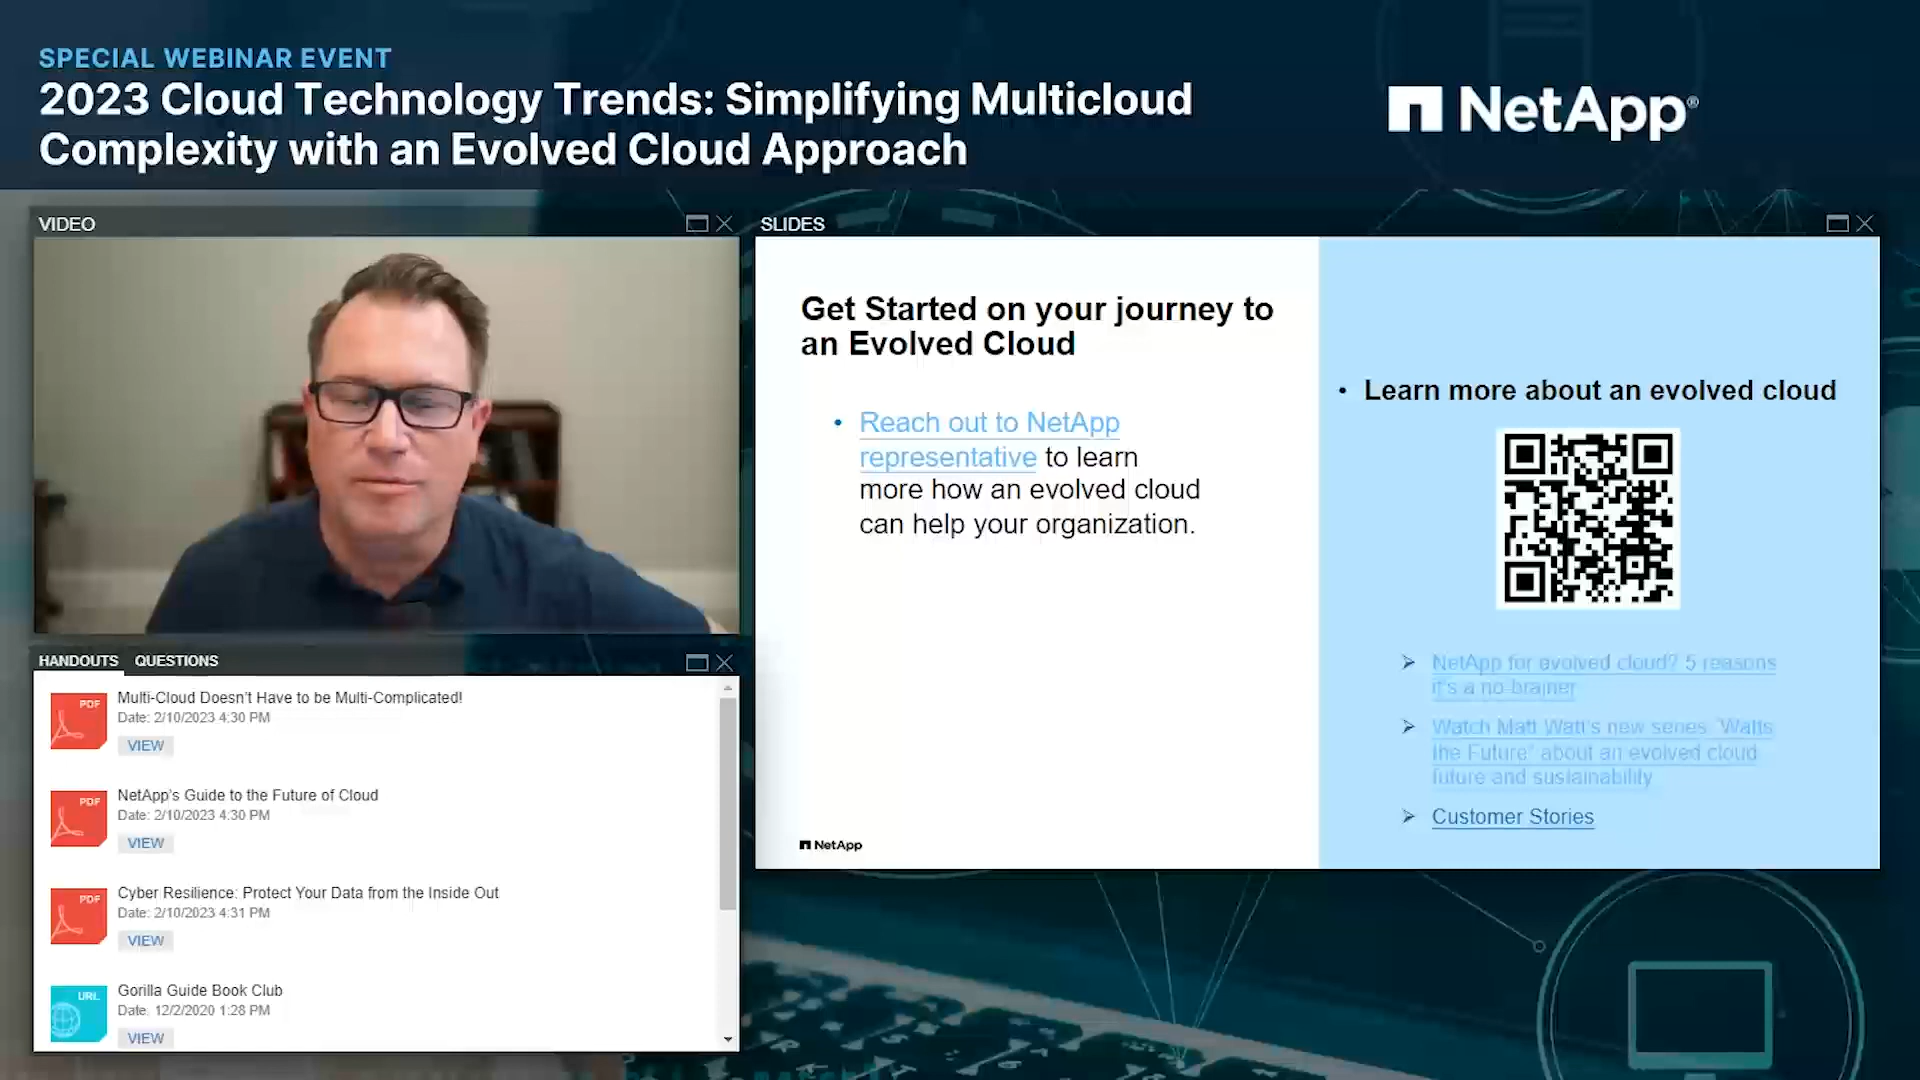 SPECIAL WEBINAR EVENT
2023 Cloud Technology Trends: Simplifying Multicloud
Complexity with an Evolved Cloud Approach
NetApp®
VIDEO
SLIDES
Get Started on your journey to
an Evolved Cloud
• Reach out to NetApp
representative to learn
more how an evolved cloud
can help your organization.
NetApp
• Learn more about an evolved cloud
➢ NetApp for evolved cloud? 5 reasons
it's a no-brainer
➢ Watch Matt Watt's new series "Watts
the Future" about an evolved cloud
future and sustainability
➢ Customer Stories
HANDOUTS QUESTIONS
PDF
Multi-Cloud Doesn't Have to be Multi-Complicated!
Date: 2/10/2023 4:30 PM
VIEW
PDF
NetApp's Guide to the Future of Cloud
Date: 2/10/2023 4:30 PM
VIEW
PDF
Cyber Resilience: Protect Your Data from the Inside Out
Date: 2/10/2023 4:31 PM
VIEW
URL
Gorilla Guide Book Club
Date: 12/2/2020 1:28 PM
VIEW